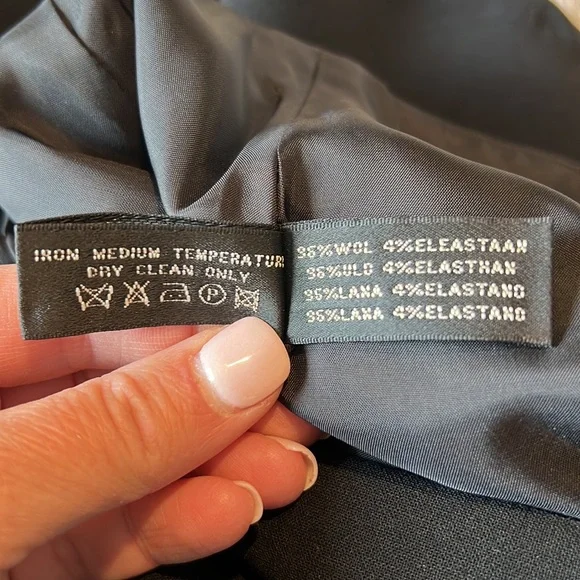 IRON MEDIUM TEMPERATUR
DRY CLEAN ONLY
P
96%WOL 4%ELEASTAAN
96%ULD 4%ELASTHAN
96%LANA 4%ELASTANO
96%LANA 4%ELASTANO